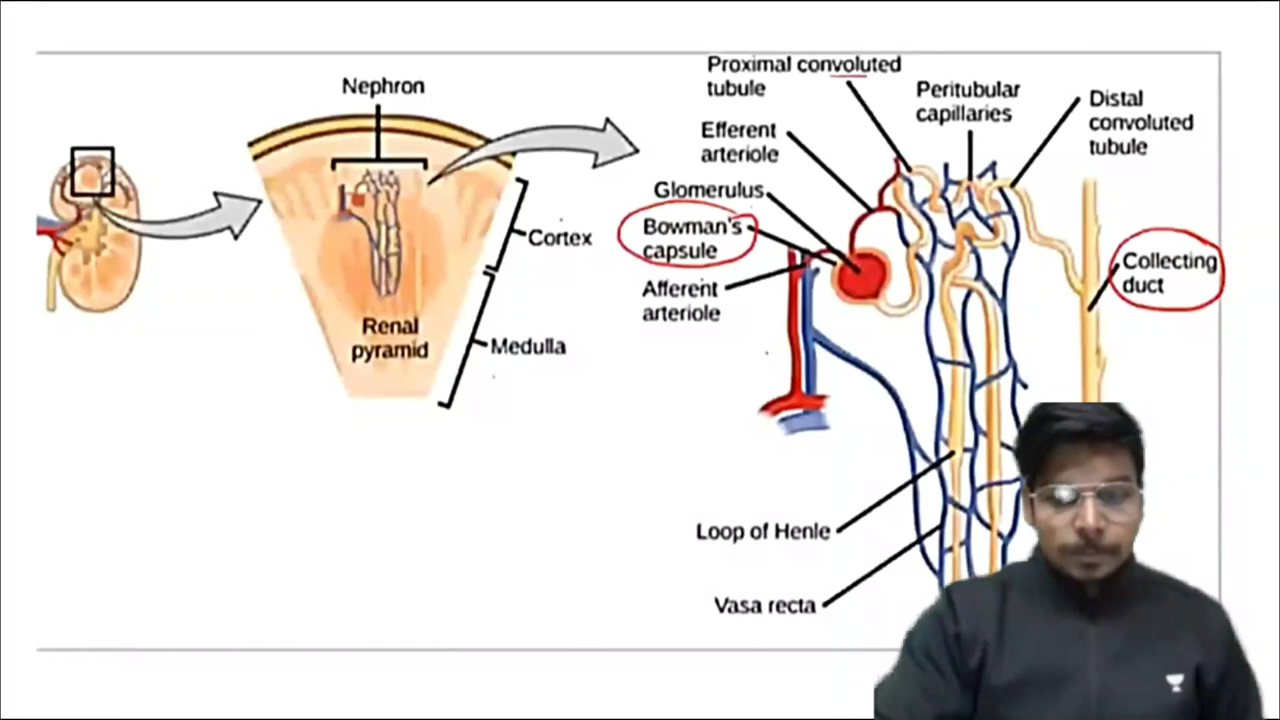 Nephron
Cortex
Renal
pyramid
Medulla
Proximal convoluted
tubule
Peritubular
capillaries
Distal
convoluted
tubule
Efferent
arteriole
Glomerulus
Bowman's
capsule
Afferent
arteriole
Collecting
duct
Loop of Henle
Vasa recta